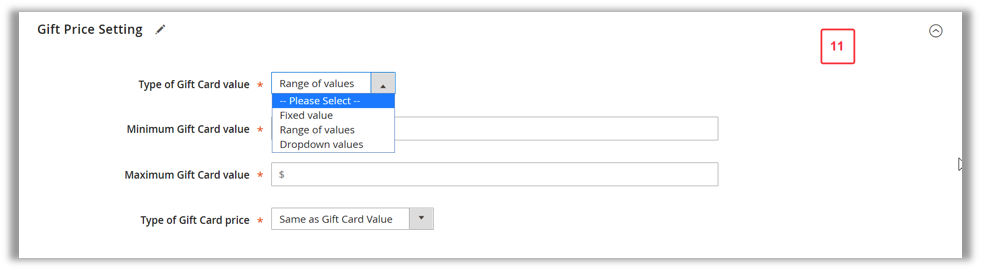 Gift Price Setting
11
Type of Gift Card value * Range of values
-- Please Select --
Fixed value
Range of values
Dropdown values
Minimum Gift Card value *
Maximum Gift Card value * $
Type of Gift Card price * Same as Gift Card Value